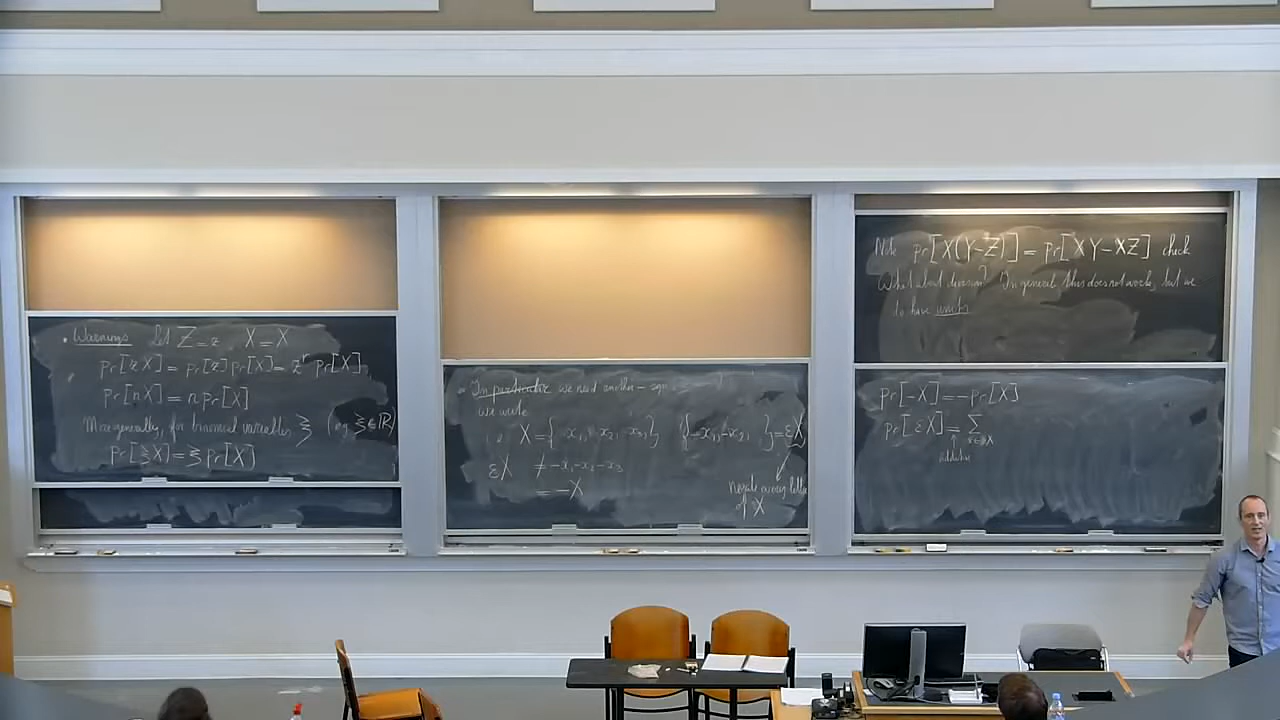 • Warnings Let Z=z, X=X
pr[zX]=pr[z]pr[X]=z^r pr[X]
pr[nX]=n pr[X]
More generally, for binomial variables ξ (eg. ξ∈ℝ)
pr[ξX]=ξ pr[X]
• In particular we need another – sign
we write
X={x₁,x₂,x₃,} {-x₁,-x₂, }=εX
εX ≠-x₁-x₂-x₃
=-X
Negate every letter
of X
Note pr[X(Y-Z)]=pr[XY-XZ] check
What about division? In general this does not work, but we
to have units
pr[-X]=-pr[X]
pr[εX]=∑